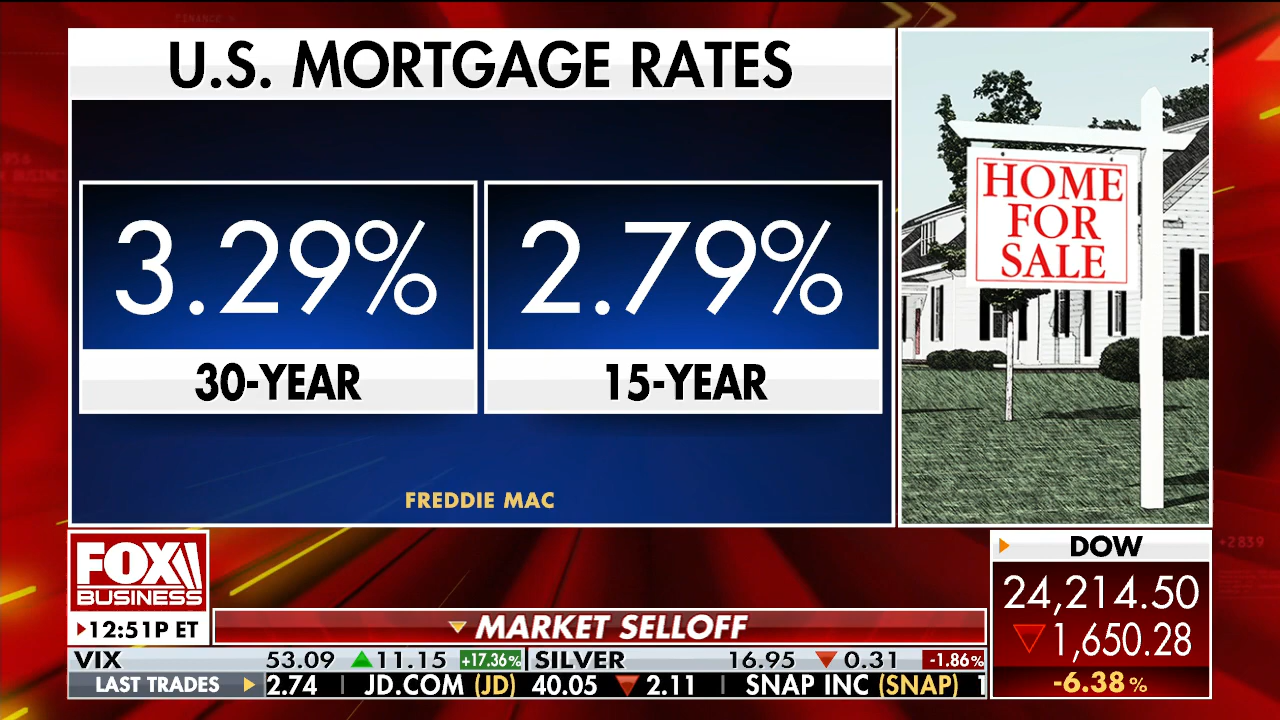 U.S. MORTGAGE RATES
3.29%
30-YEAR
2.79%
15-YEAR
FREDDIE MAC
HOME
FOR
SALE
FOX
BUSINESS
12:51P ET
MARKET SELLOFF
VIX 53.09 11.15 +17.36% SILVER 16.95 0.31 -1.86%
LAST TRADES 2.74 | JD.COM (JD) 40.05 2.11 | SNAP INC (SNAP)
DOW
24,214.50
1,650.28
-6.38%
+2839